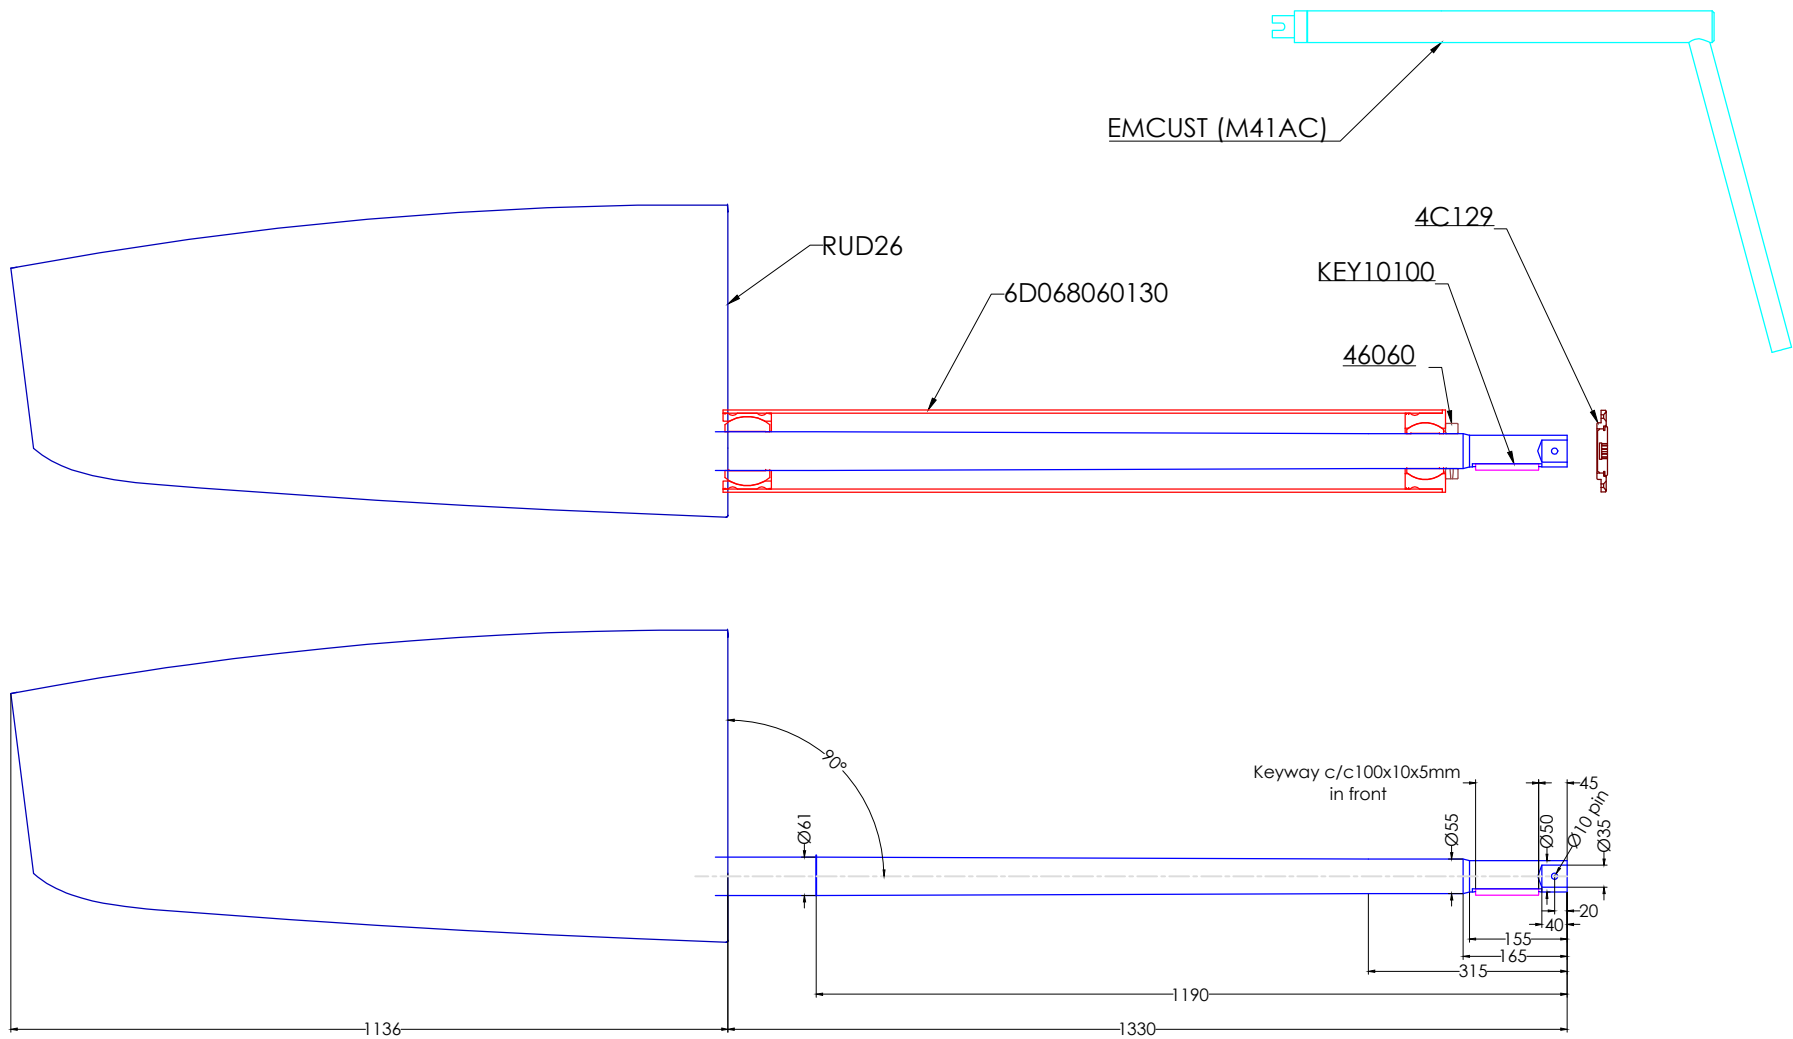 EMCUST (M41AC)
4C129
RUD26
KEY10100
6D068060130
46060
90°
Keyway c/c100x10x5mm
in front
45
Ø10 pin
Ø61
Ø55
Ø50
Ø35
20
40
155
165
315
1190
1136
1330